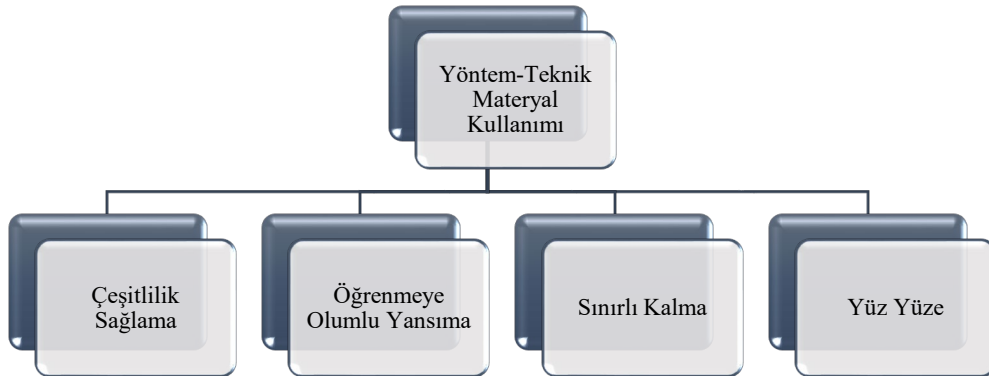 Yöntem-Teknik
Materyal
Kullanımı
Çeşitlilik
Sağlama
Öğrenmeye
Olumlu Yansıma
Sınırlı Kalma
Yüz Yüze